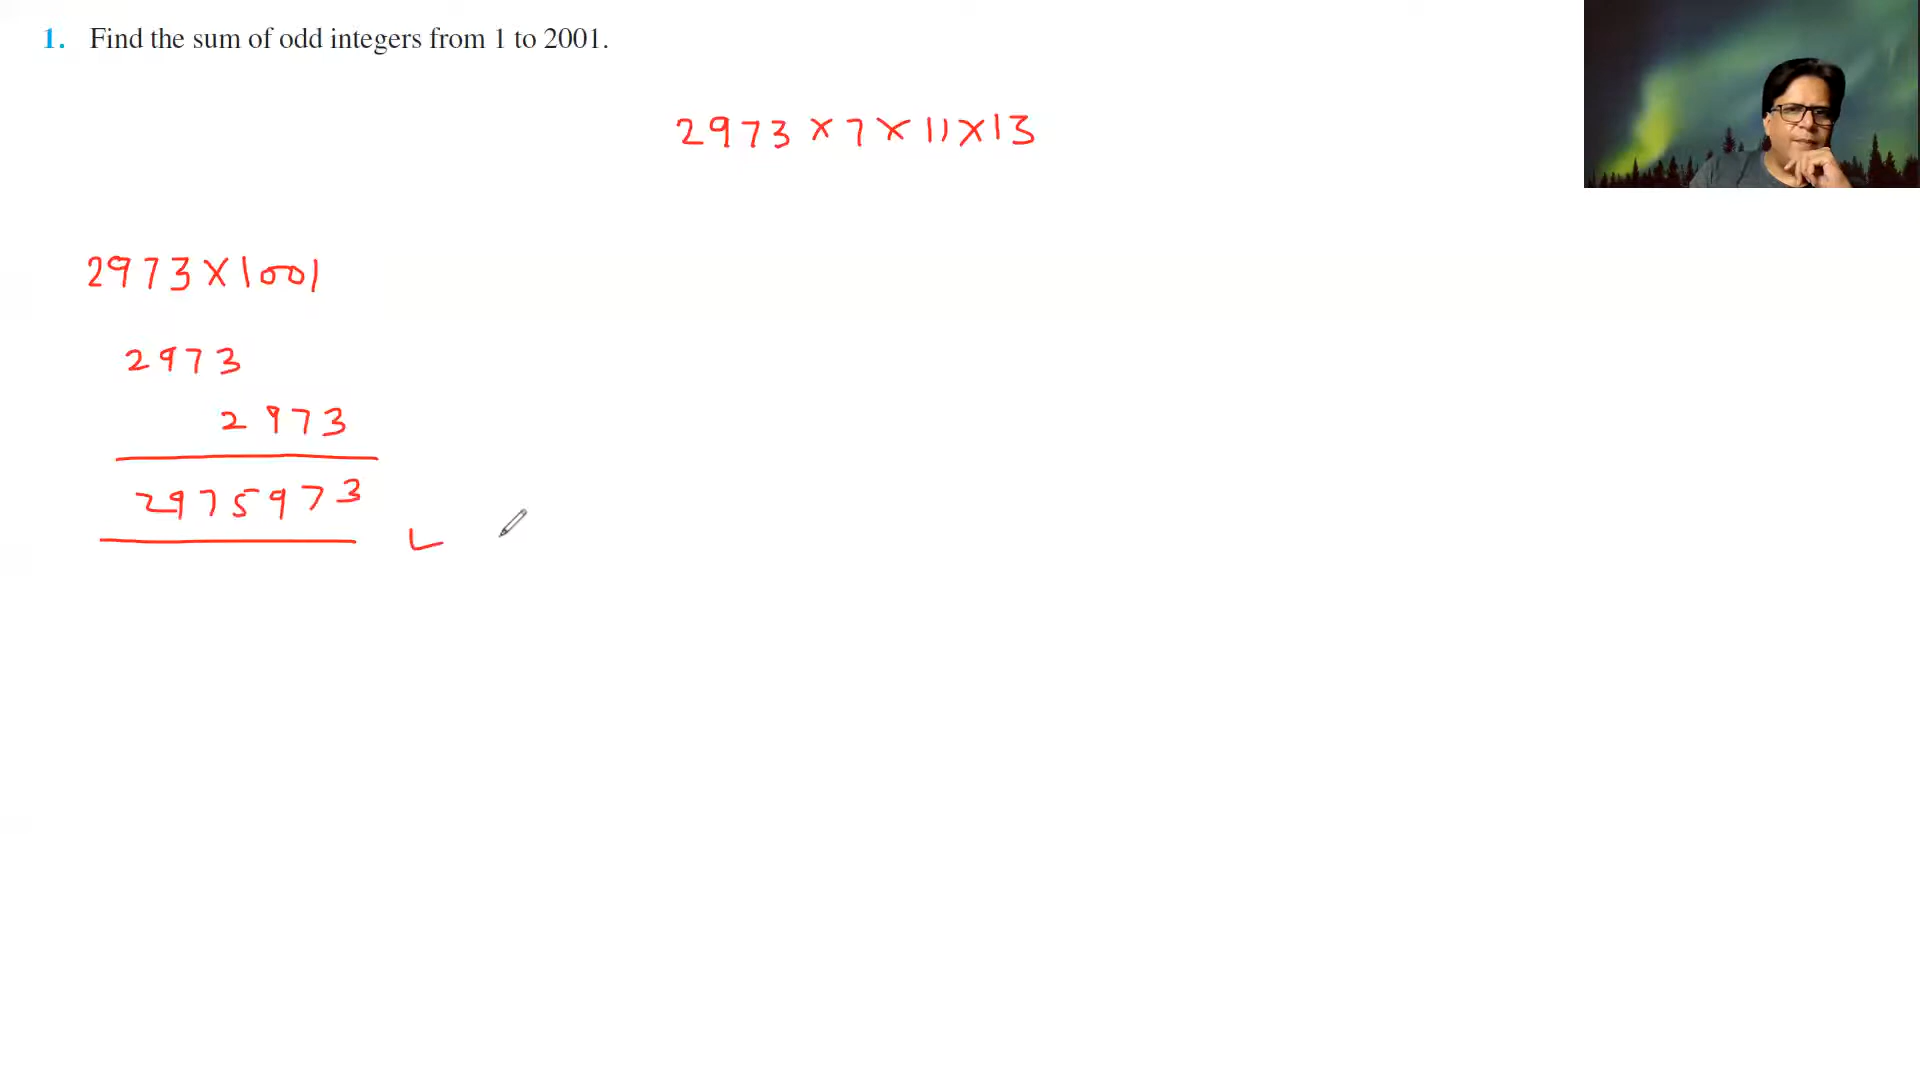 1. Find the sum of odd integers from 1 to 2001.
2973 × 7 × 11 × 13
2973 × 1001
2973
2973
2975973